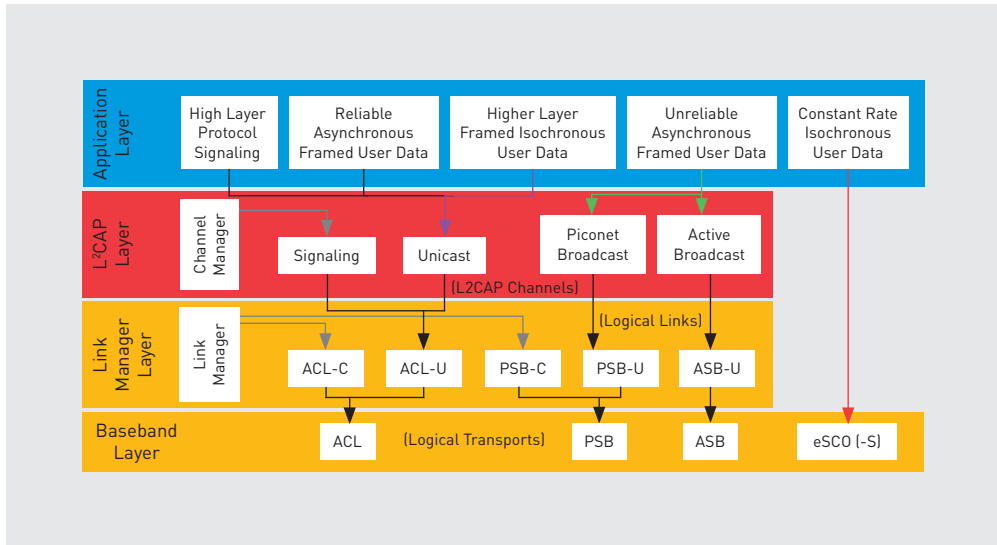 Application
Layer
High Layer
Protocol
Signaling
Reliable
Asynchronous
Framed User Data
Higher Layer
Framed Isochronous
User Data
Unreliable
Asynchronous
Framed User Data
Constant Rate
Isochronous
User Data
L²CAP
Layer
Channel
Manager
Signaling
Unicast
Piconet
Broadcast
Active
Broadcast
(L2CAP Channels)
Link
Manager
Layer
Link
Manager
(Logical Links)
ACL-C
ACL-U
PSB-C
PSB-U
ASB-U
Baseband
Layer
ACL
(Logical Transports)
PSB
ASB
eSCO (-S)